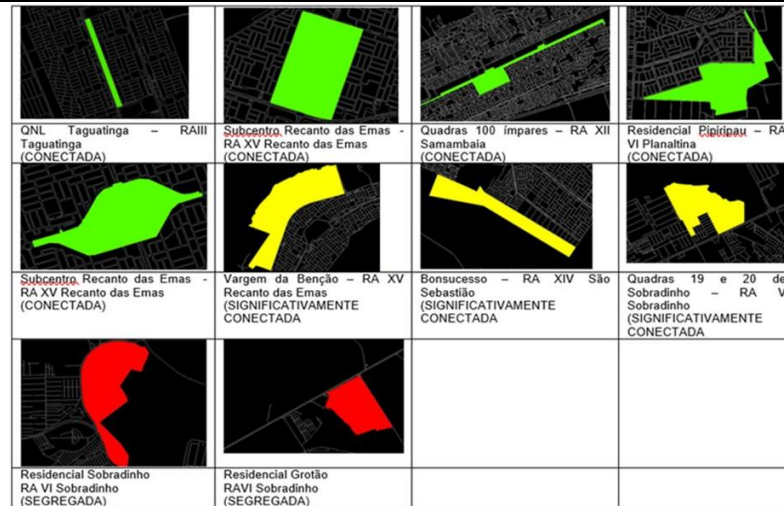 QNL Taguatinga – RAIII
Taguatinga
(CONECTADA)
Subcentro Recanto das Emas -
RA XV Recanto das Emas
(CONECTADA)
Quadras 100 ímpares – RA XII
Samambaia
(CONECTADA)
Residencial Pipiripau – RA
VI Planaltina
(CONECTADA)
Subcentro Recanto das Emas -
RA XV Recanto das Emas
(CONECTADA)
Vargem da Benção – RA XV
Recanto das Emas
(SIGNIFICATIVAMENTE
CONECTADA
Bonsucesso – RA XIV São
Sebastião
(SIGNIFICATIVAMENTE
CONECTADA
Quadras 19 e 20 de
Sobradinho – RA V
Sobradinho
(SIGNIFICATIVAMENTE
CONECTADA
Residencial Sobradinho
RA VI Sobradinho
(SEGREGADA)
Residencial Grotão
RAVI Sobradinho
(SEGREGADA)